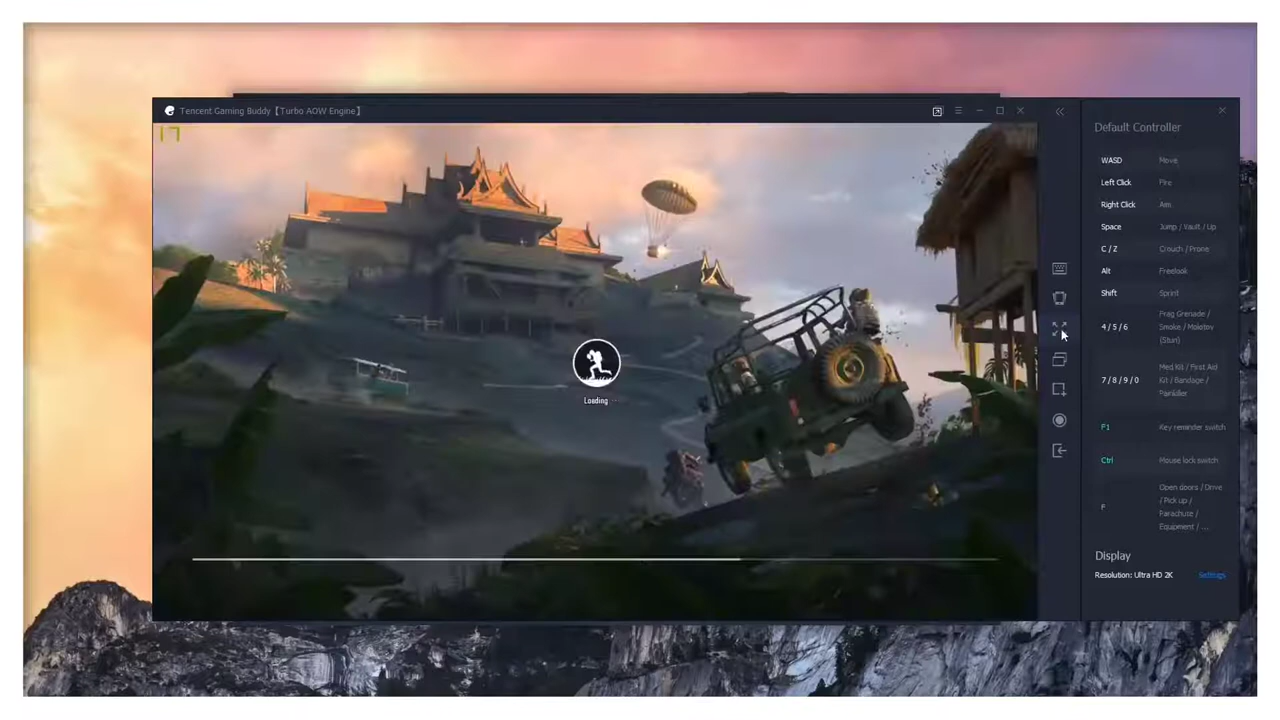 Tencent Gaming Buddy【Turbo AOW Engine】
17
Loading ...
Default Controller
WASD Move
Left Click Fire
Right Click Aim
Space Jump / Vault / Up
C / Z Crouch / Prone
Alt Freelook
Shift Sprint
4 / 5 / 6 Frag Grenade /
Smoke / Molotov
(Stun)
7 / 8 / 9 / 0 Med Kit / First Aid
Kit / Bandage /
Painkiller
F1 Key reminder switch
Ctrl Mouse lock switch
F Open doors / Drive
/ Pick up /
Parachute /
Equipment / ...
Display
Resolution: Ultra HD 2K Settings